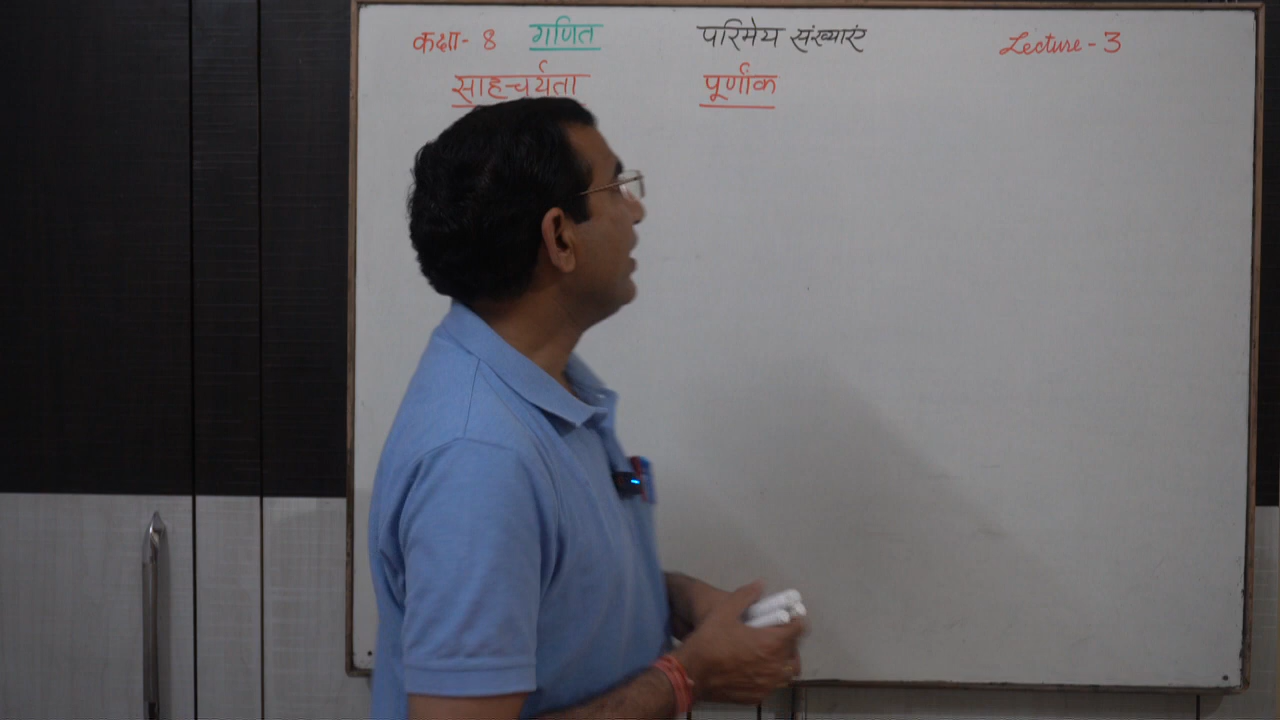 कक्षा- 8 गणित परिमेय संख्याएं Lecture - 3
साहचर्यता पूर्णांक